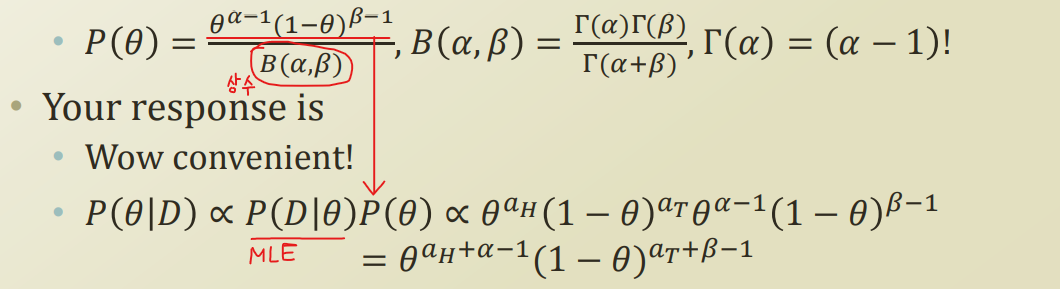 • P(θ) = θ^{α−1}(1−θ)^{β−1} / B(α,β), B(α,β) = Γ(α)Γ(β) / Γ(α+β), Γ(α) = (α − 1)!
상수
• Your response is
• Wow convenient!
• P(θ|D) ∝ P(D|θ)P(θ) ∝ θ^{a_H}(1 − θ)^{a_T}θ^{α−1}(1 − θ)^{β−1}
MLE
= θ^{a_H+α−1}(1 − θ)^{a_T+β−1}